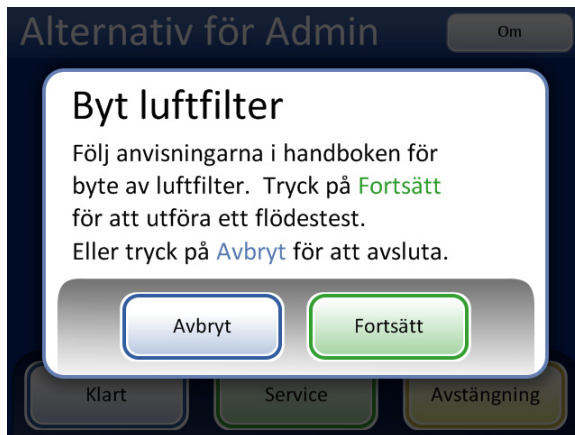 Alternativ för Admin
Om
Byt luftfilter
Följ anvisningarna i handboken för
byte av luftfilter. Tryck på Fortsätt
för att utföra ett flödestest.
Eller tryck på Avbryt för att avsluta.
Avbryt
Fortsätt
Klart
Service
Avstängning